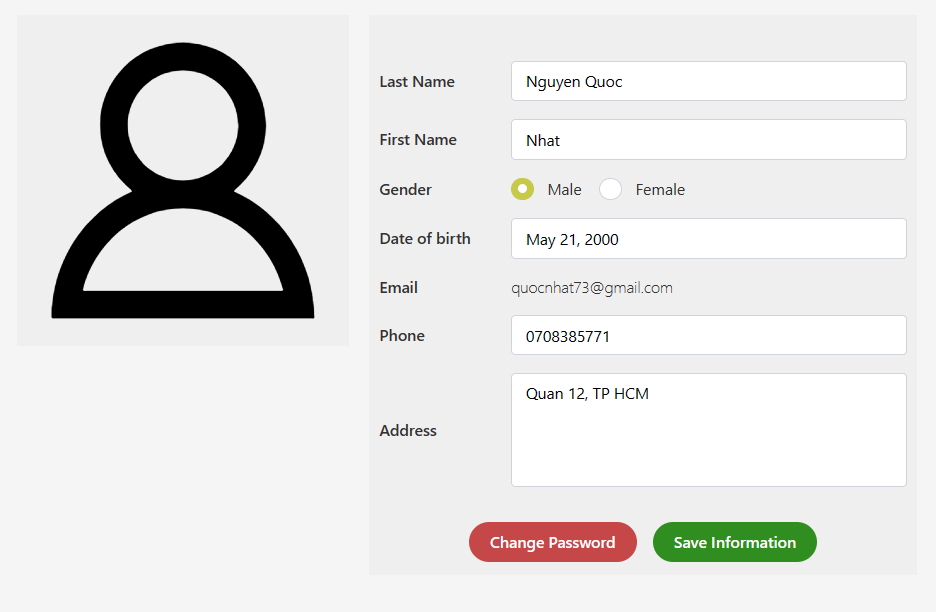 Last Name Nguyen Quoc
First Name Nhat
Gender Male Female
Date of birth May 21, 2000
Email quocnhat73@gmail.com
Phone 0708385771
Address Quan 12, TP HCM
Change Password Save Information